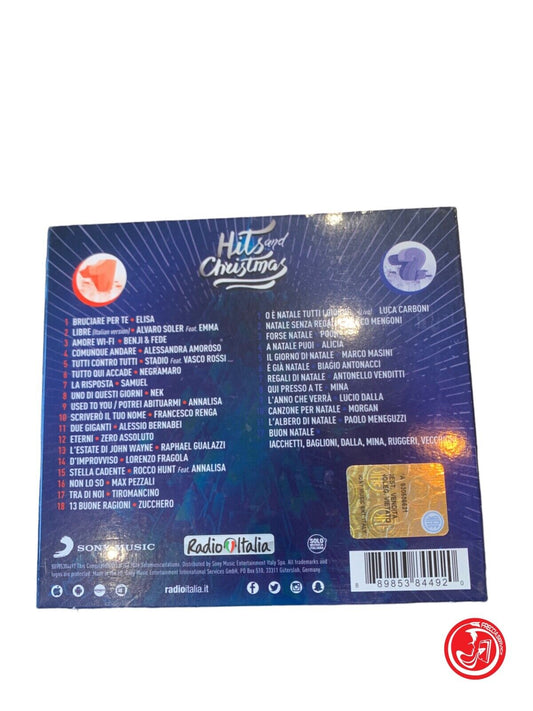 Hits and
Christmas
1
2
1 BRUCIARE PER TE • ELISA
2 LIBRE (Italian version) • ALVARO SOLER Feat. EMMA
3 AMORE WI-FI • BENJI & FEDE
4 COMUNQUE ANDARE • ALESSANDRA AMOROSO
5 TUTTI CONTRO TUTTI • STADIO Feat. VASCO ROSSI ...
6 TUTTO QUI ACCADE • NEGRAMARO
7 LA RISPOSTA • SAMUEL
8 UNO DI QUESTI GIORNI • NEK
9 USED TO YOU / POTREI ABITUARMI • ANNALISA
10 SCRIVERÒ IL TUO NOME • FRANCESCO RENGA
11 DUE GIGANTI • ALESSIO BERNABEI
12 ETERNI • ZERO ASSOLUTO
13 L'ESTATE DI JOHN WAYNE • RAPHAEL GUALAZZI
14 D'IMPROVVISO • LORENZO FRAGOLA
15 STELLA CADENTE • ROCCO HUNT Feat. ANNALISA
16 NON LO SO • MAX PEZZALI
17 TRA DI NOI • TIROMANCINO
18 13 BUONE RAGIONI • ZUCCHERO
O È NATALE TUTTI LUCA CARBONI
NATALE SENZA MENGONI
FORSE NATALE
A NATALE PUOI ALICIA
IL GIORNO DI NATALE MARCO MASINI
È GIÀ NATALE BIAGIO ANTONACCI
REGALI DI NATALE ANTONELLO VENDITTI
QUI PRESSO A TE MINA
L'ANNO CHE VERRÀ LUCIO DALLA
CANZONE PER NATALE MORGAN
L'ALBERO DI NATALE PAOLO MENEGUZZI
BUON NATALE
IACCHETTI, BAGLIONI, DALLA, MINA, RUGGERI,
SONY MUSIC
Radio Italia
SOLO
radioitalia.it
8 89853 84492 0